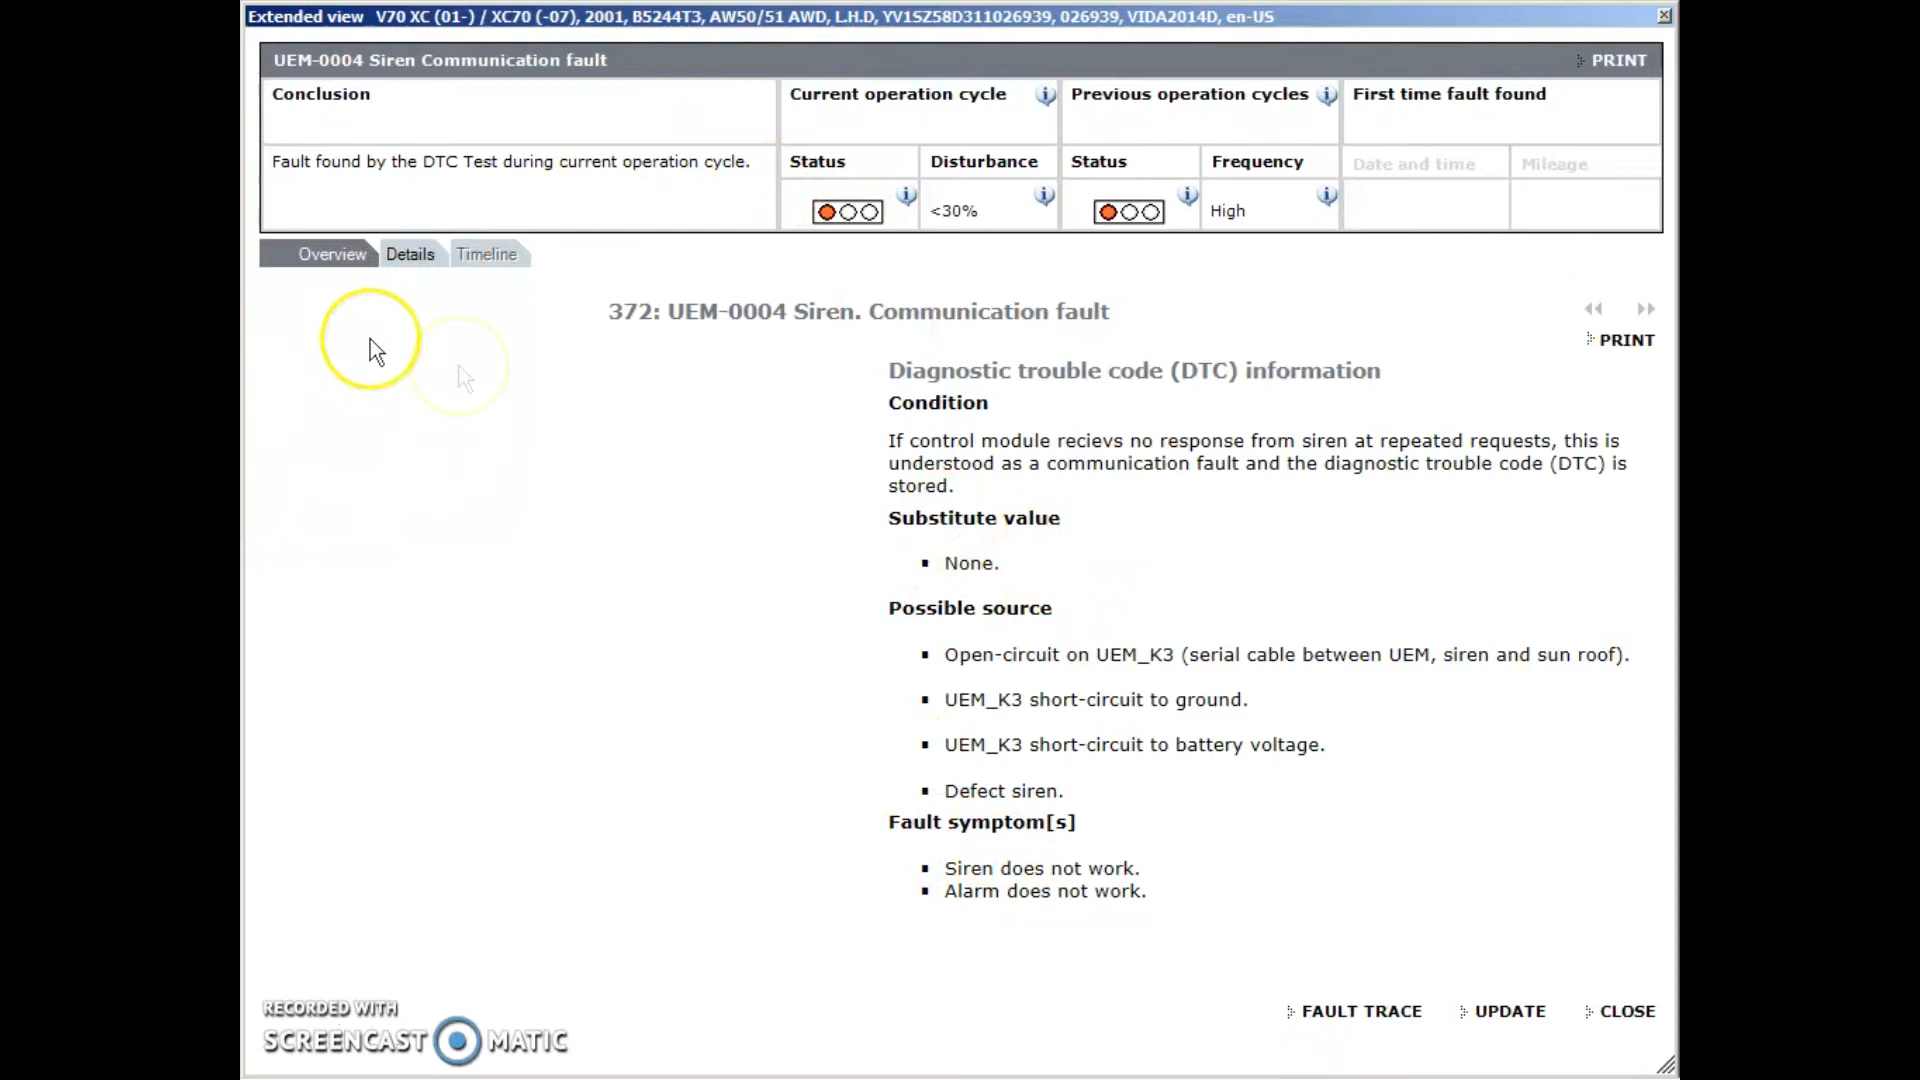 Extended view V70 XC (01-) / XC70 (-07), 2001, B5244T3, AW50/51 AWD, L.H.D, YV1SZ58D311026939, 026939, VIDA2014D, en-US
UEM-0004 Siren Communication fault
PRINT
Conclusion
Current operation cycle
Previous operation cycles
First time fault found
Fault found by the DTC Test during current operation cycle.
Status
Disturbance
Status
Frequency
Date and time
Mileage
<30%
High
Overview
Details
Timeline
372: UEM-0004 Siren. Communication fault
PRINT
Diagnostic trouble code (DTC) information
Condition
If control module recievs no response from siren at repeated requests, this is
understood as a communication fault and the diagnostic trouble code (DTC) is
stored.
Substitute value
None.
Possible source
Open-circuit on UEM_K3 (serial cable between UEM, siren and sun roof).
UEM_K3 short-circuit to ground.
UEM_K3 short-circuit to battery voltage.
Defect siren.
Fault symptom[s]
Siren does not work.
Alarm does not work.
FAULT TRACE
UPDATE
CLOSE
RECORDED WITH
SCREENCAST MATIC